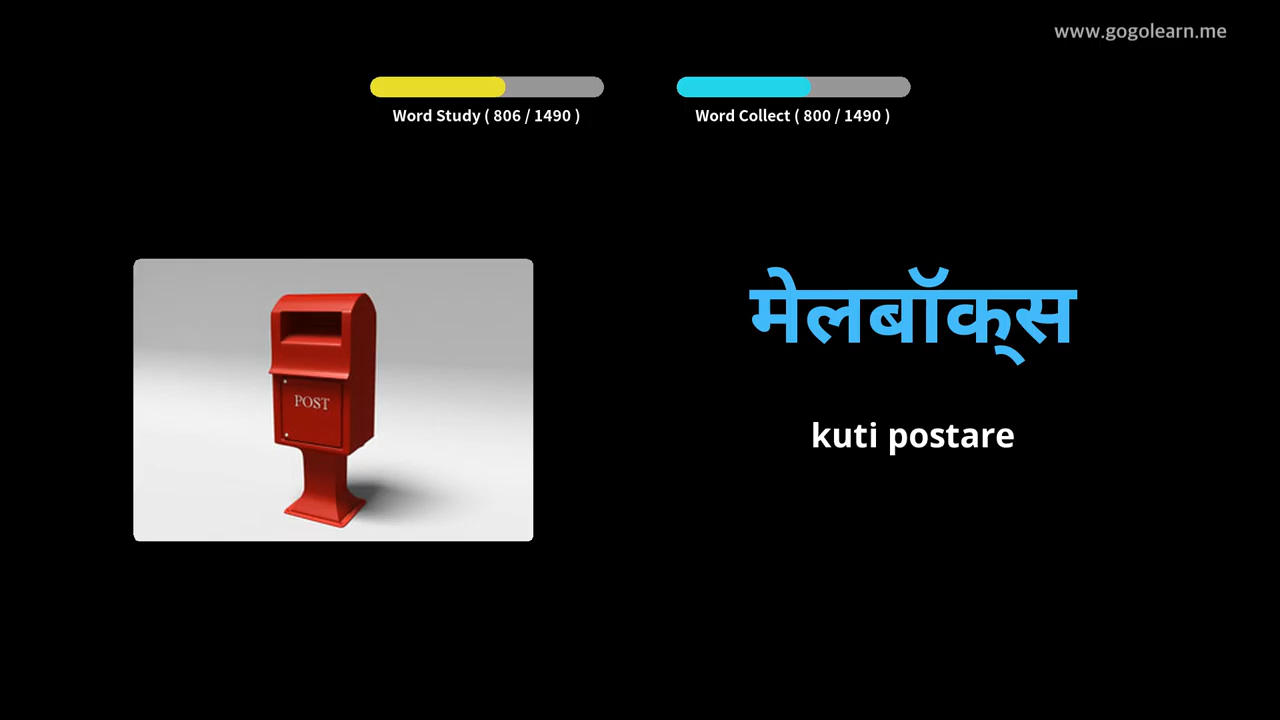 www.gogolearn.me
Word Study ( 806 / 1490 )
Word Collect ( 800 / 1490 )
मेलबॉक्स
POST
kuti postare